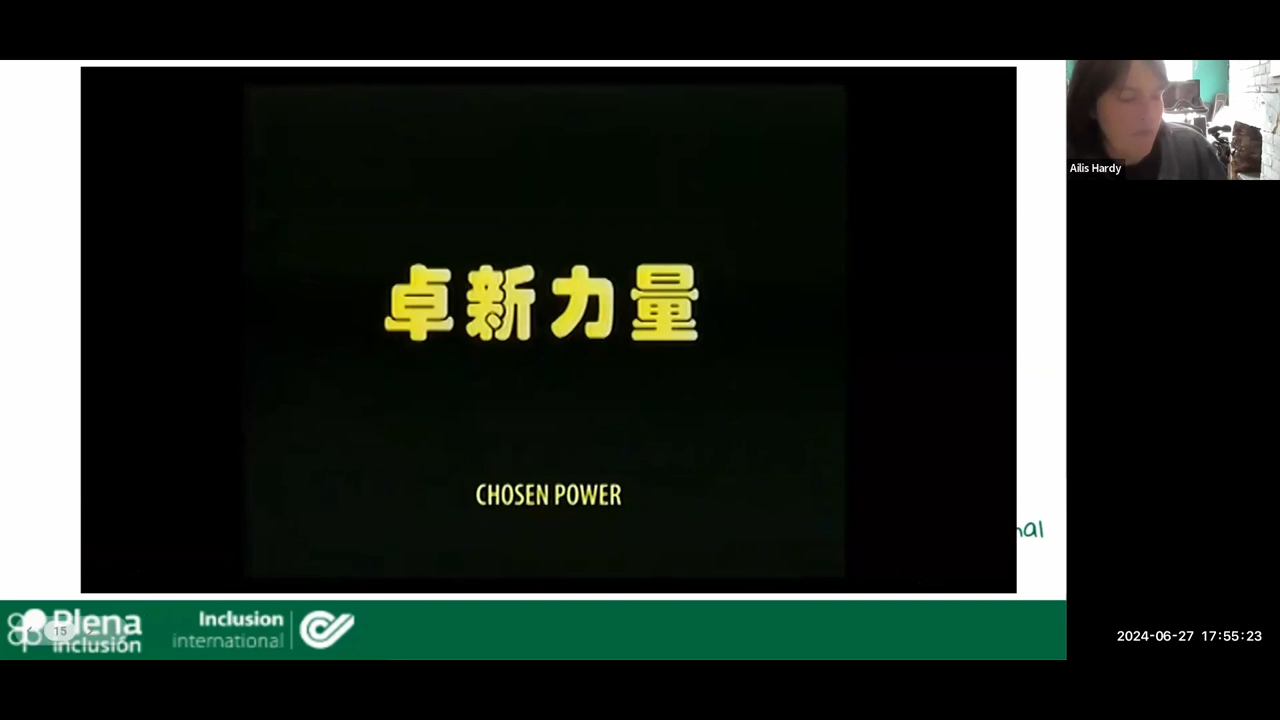 卓新力量
CHOSEN POWER
Ailis Hardy
nal
Plena
inclusión
15
Inclusion
international
2024-06-27 17:55:23